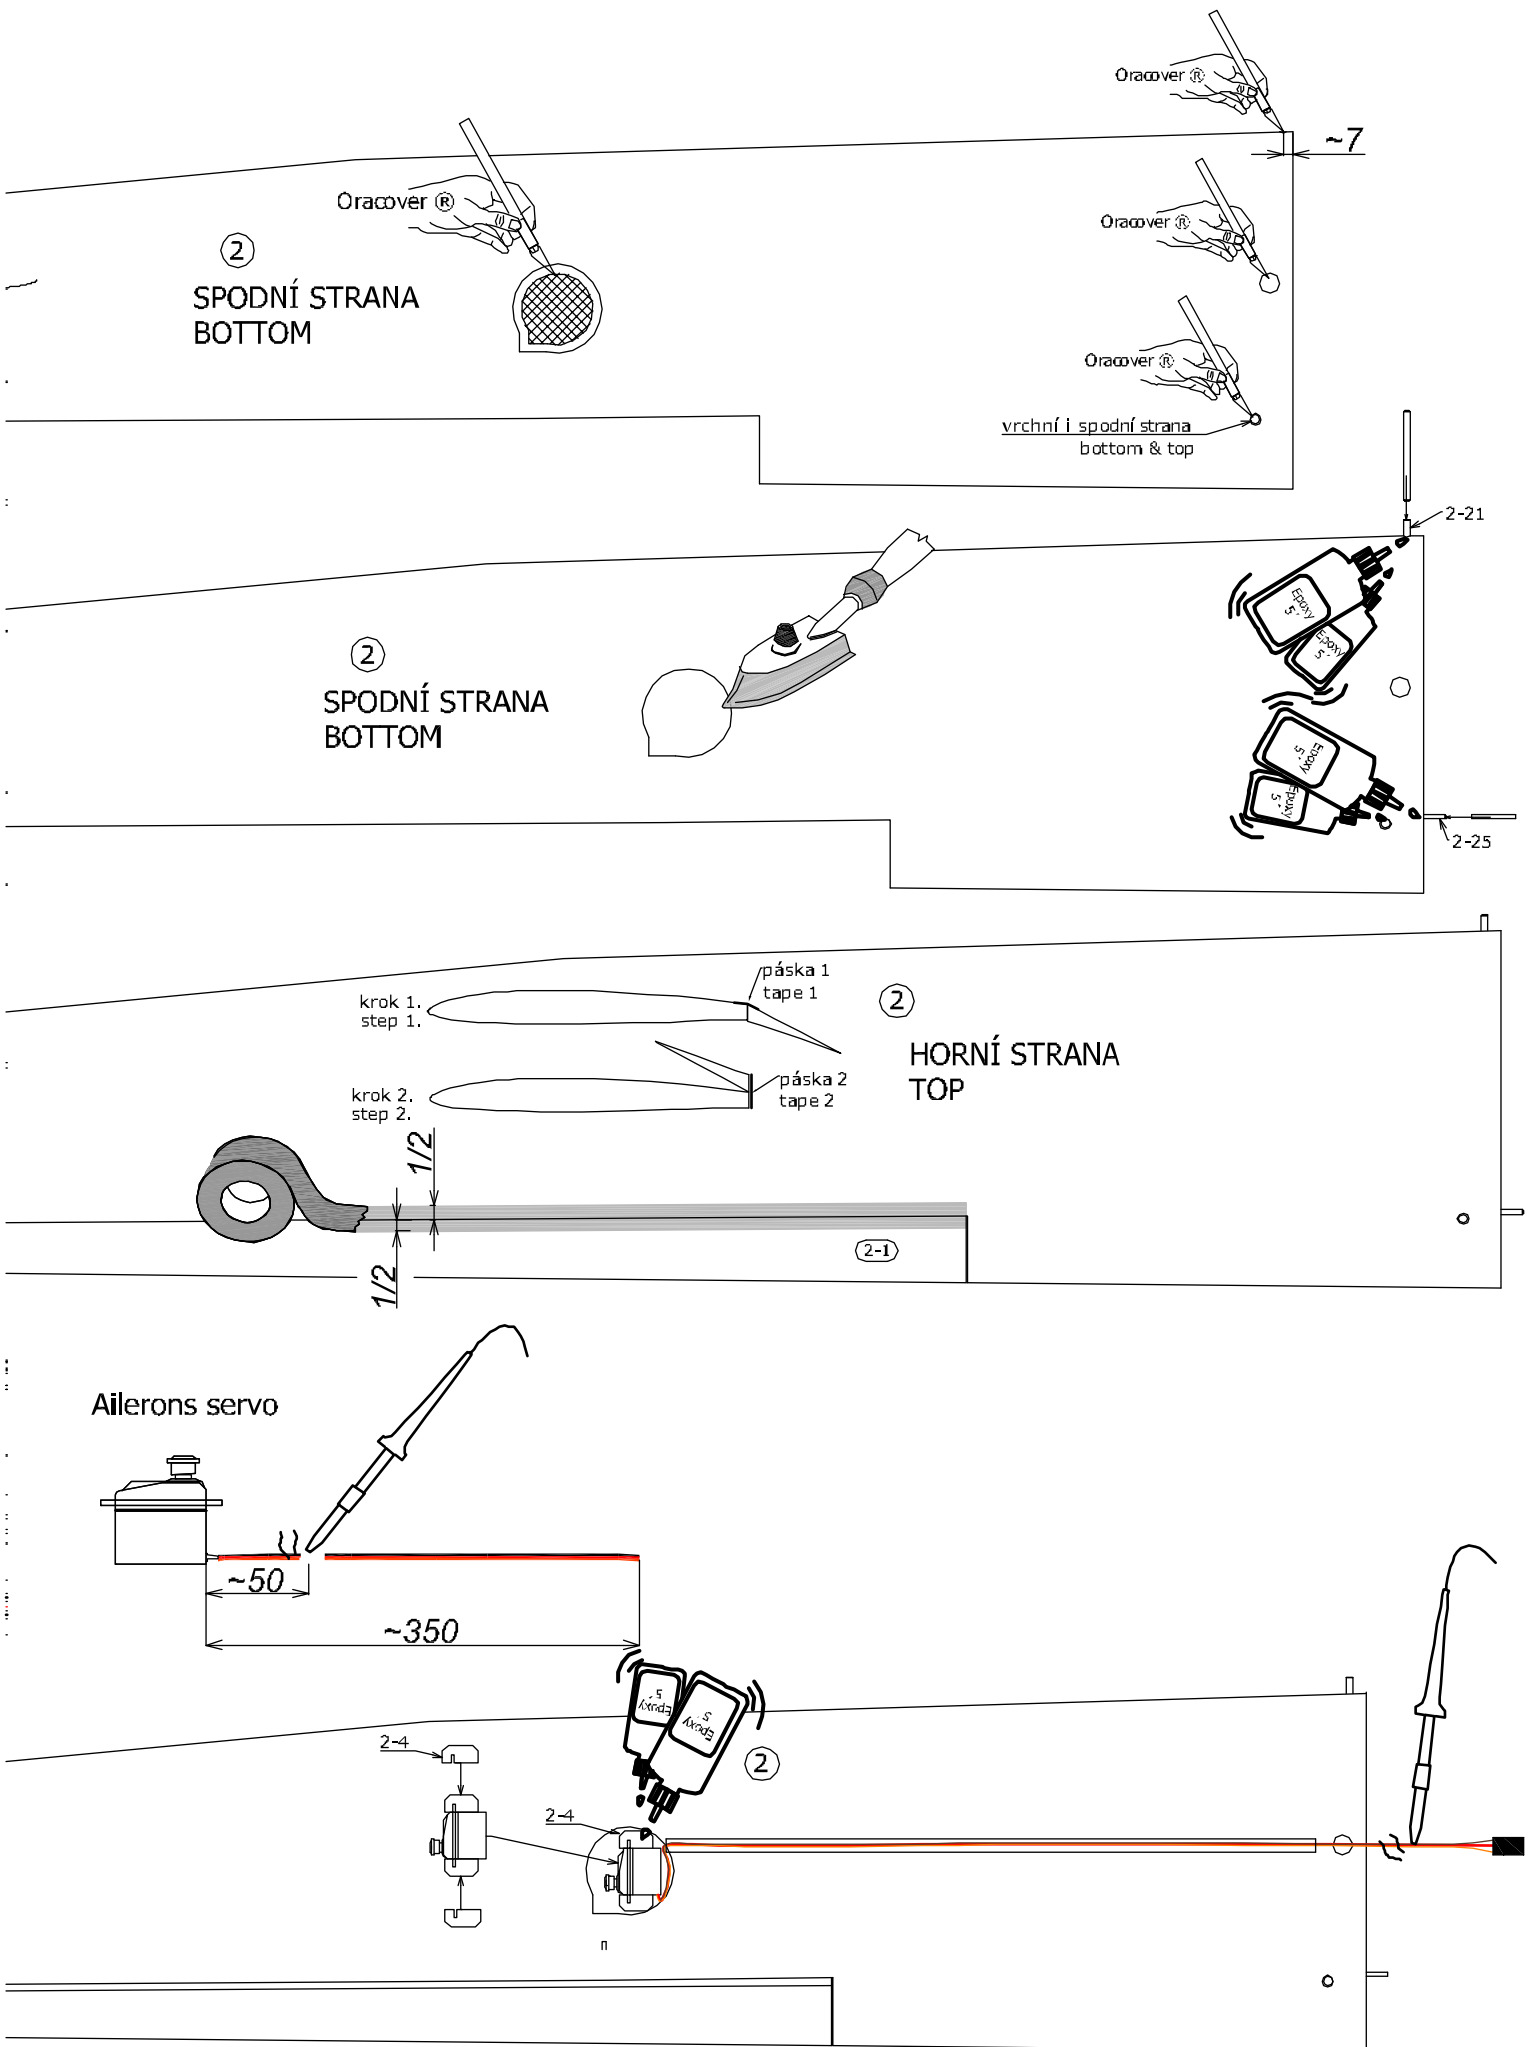 Oracover ®
~7
Oracover ®
Oracover ®
2
SPODNÍ STRANA
BOTTOM
Oracover ®
vrchní i spodní strana
bottom & top
2-21
Epoxy
5´
Epoxy
5´
2
SPODNÍ STRANA
BOTTOM
Epoxy
5´
Epoxy
5´
2-25
páska 1
tape 1
krok 1.
step 1.
2
HORNÍ STRANA
TOP
páska 2
tape 2
krok 2.
step 2.
1/2
2-1
1/2
Ailerons servo
~50
~350
Epoxy
5´
Epoxy
5´
2-4
2
2-4